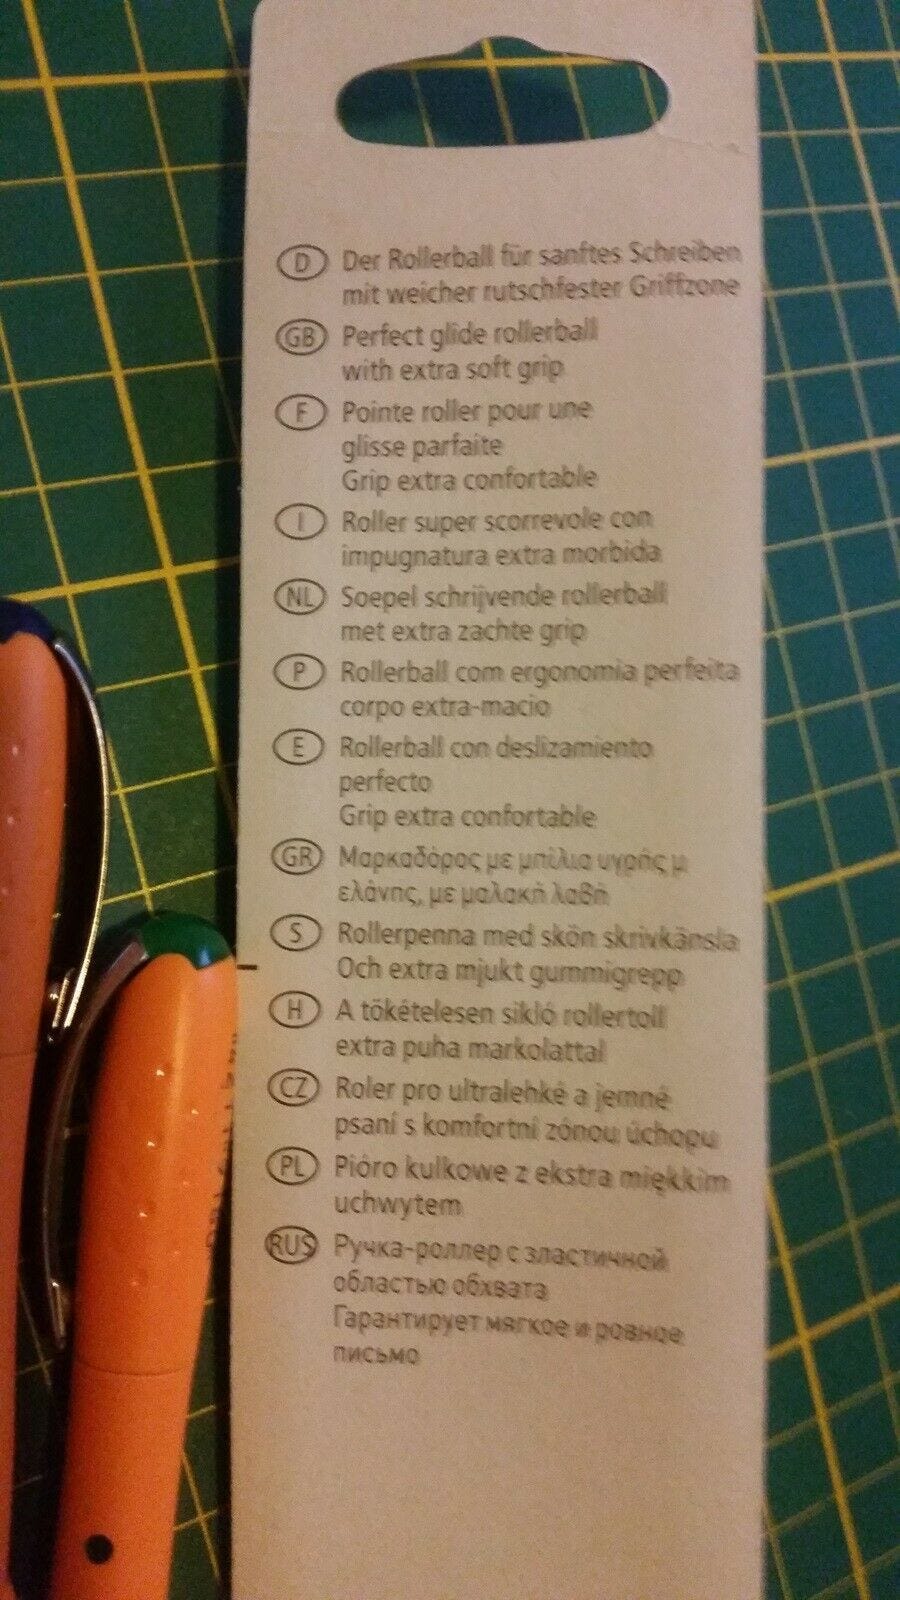 D Der Rollerball für sanftes Schreiben
mit weicher rutschfester Griffzone
GB Perfect glide rollerball
with extra soft grip
F Pointe roller pour une
glisse parfaite
Grip extra confortable
I Roller super scorrevole con
impugnatura extra morbida
NL Soepel schrijvende rollerball
met extra zachte grip
P Rollerball com ergonomia perfeita
corpo extra-macio
E Rollerball con deslizamiento
perfecto
Grip extra confortable
GR Μαρκαδόρος με μπίλια υγρής μ
ελάνης, με μαλακή λαβή
S Rollerpenna med skön skrivkänsla
Och extra mjukt gummigrepp
H A tökételesen sikló rollertoll
extra puha markolattal
CZ Roler pro ultralehké a jemné
psaní s komfortní zónou úchopu
PL Pióro kulkowe z ekstra miękkim
uchwytem
RUS Ручка-роллер с эластичной
областью обхвата
Гарантирует мягкое и ровное
письмо